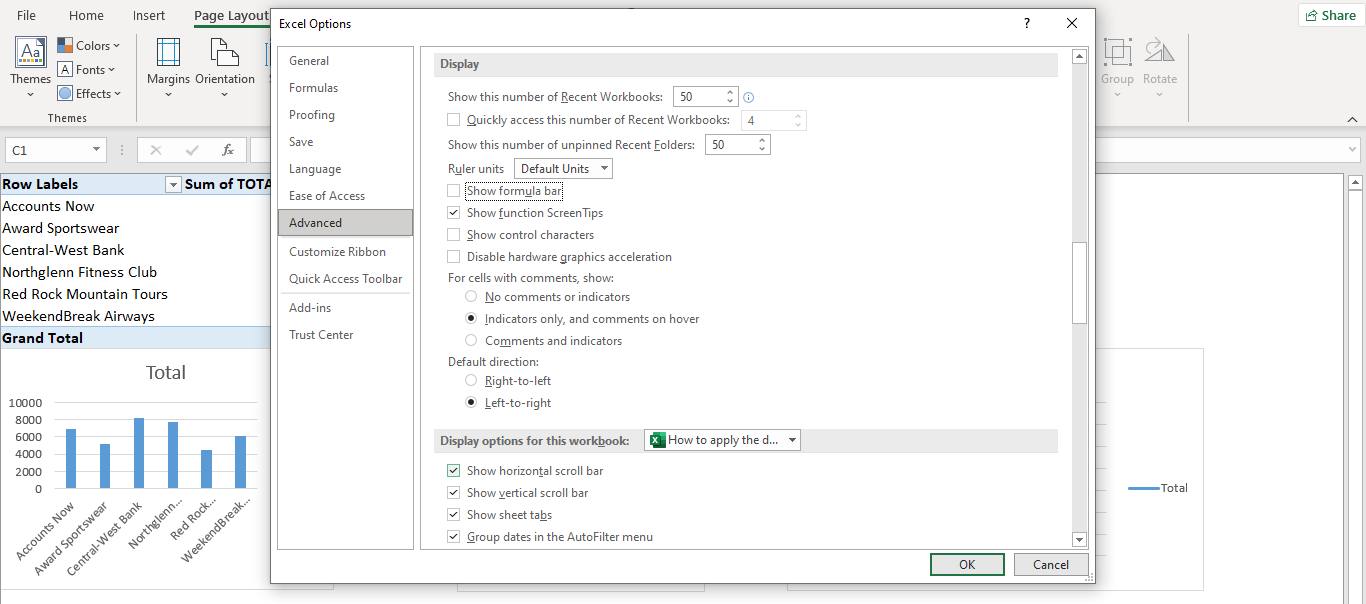 File Home Insert Page Layout
Share
Themes
Colors
Fonts
Effects
Themes
Margins
Orientation
Group
Rotate
C1
fx
Row Labels Sum of TOTA
Accounts Now
Award Sportswear
Central-West Bank
Northglenn Fitness Club
Red Rock Mountain Tours
WeekendBreak Airways
Grand Total
Total
10000
8000
6000
4000
2000
0
Accounts Now
Award Sportswear
Central-West Bank
Northglenn...
Red Rock...
WeekendBreak...
Excel Options
?
General
Formulas
Proofing
Save
Language
Ease of Access
Advanced
Customize Ribbon
Quick Access Toolbar
Add-ins
Trust Center
Display
Show this number of Recent Workbooks: 50
Quickly access this number of Recent Workbooks: 4
Show this number of unpinned Recent Folders: 50
Ruler units Default Units
Show formula bar
Show function ScreenTips
Show control characters
Disable hardware graphics acceleration
For cells with comments, show:
No comments or indicators
Indicators only, and comments on hover
Comments and indicators
Default direction:
Right-to-left
Left-to-right
Display options for this workbook: How to apply the d...
Show horizontal scroll bar
Show vertical scroll bar
Show sheet tabs
Group dates in the AutoFilter menu
OK Cancel
Total